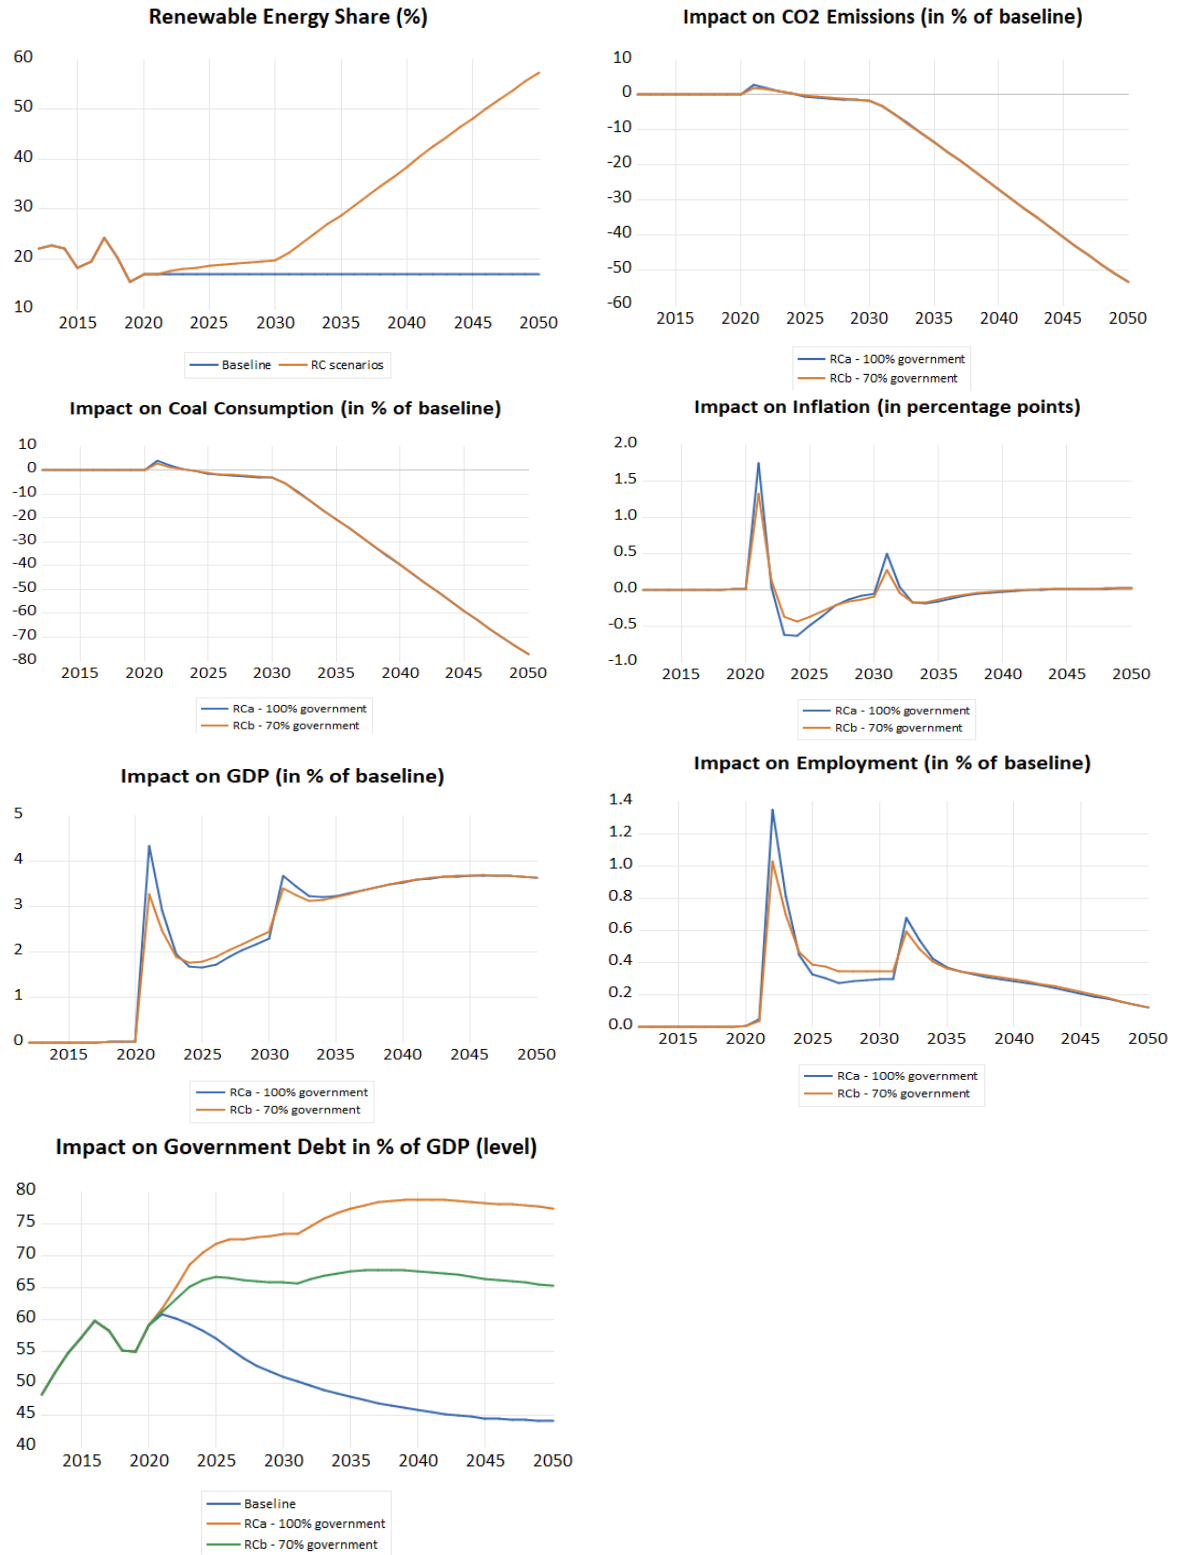 Renewable Energy Share (%)
60
50
40
30
20
10
2015 2020 2025 2030 2035 2040 2045 2050
Baseline RC scenarios
Impact on CO2 Emissions (in % of baseline)
10
0
-10
-20
-30
-40
-50
-60
2015 2020 2025 2030 2035 2040 2045 2050
RCa - 100% government
RCb - 70% government
Impact on Coal Consumption (in % of baseline)
10
0
-10
-20
-30
-40
-50
-60
-70
-80
2015 2020 2025 2030 2035 2040 2045 2050
RCa - 100% government
RCb - 70% government
Impact on Inflation (in percentage points)
2.0
1.5
1.0
0.5
0.0
-0.5
-1.0
2015 2020 2025 2030 2035 2040 2045 2050
RCa - 100% government
RCb - 70% government
Impact on GDP (in % of baseline)
5
4
3
2
1
0
2015 2020 2025 2030 2035 2040 2045 2050
RCa - 100% government
RCb - 70% government
Impact on Employment (in % of baseline)
1.4
1.2
1.0
0.8
0.6
0.4
0.2
0.0
2015 2020 2025 2030 2035 2040 2045 2050
RCa - 100% government
RCb - 70% government
Impact on Government Debt in % of GDP (level)
80
75
70
65
60
55
50
45
40
2015 2020 2025 2030 2035 2040 2045 2050
Baseline
RCa - 100% government
RCb - 70% government